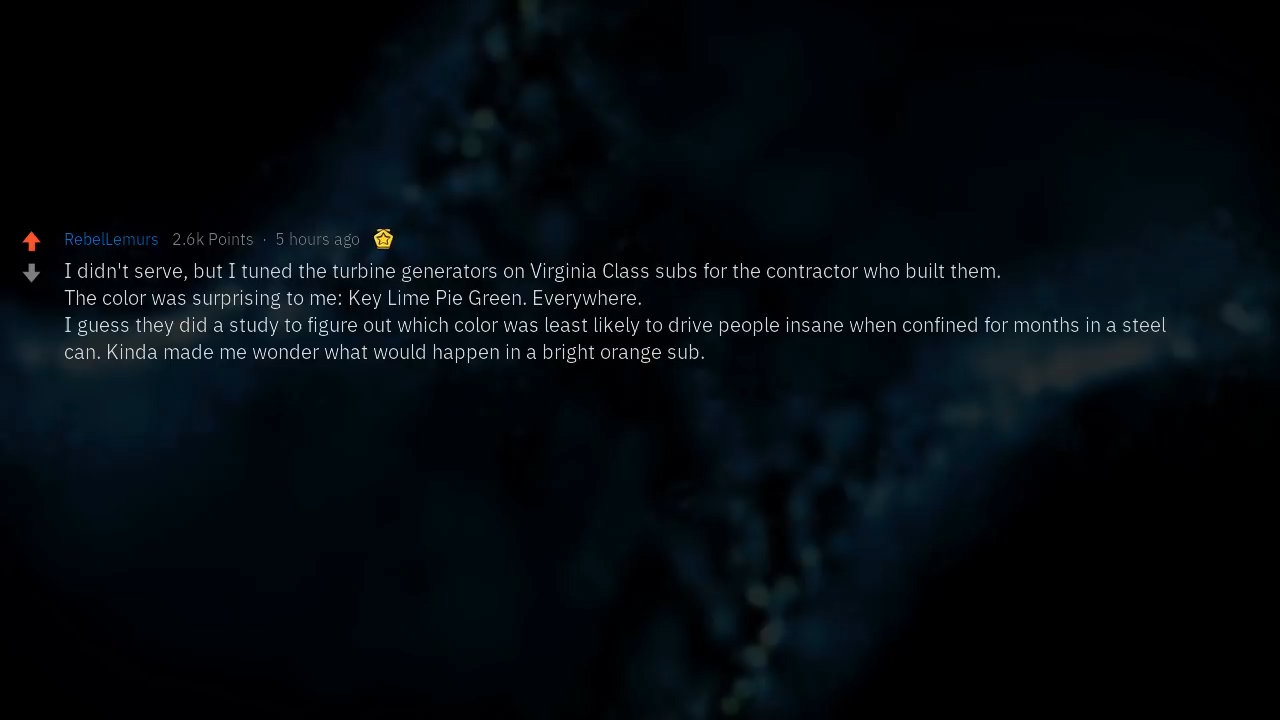 RebelLemurs 2.6k Points · 5 hours ago
I didn't serve, but I tuned the turbine generators on Virginia Class subs for the contractor who built them.
The color was surprising to me: Key Lime Pie Green. Everywhere.
I guess they did a study to figure out which color was least likely to drive people insane when confined for months in a steel
can. Kinda made me wonder what would happen in a bright orange sub.